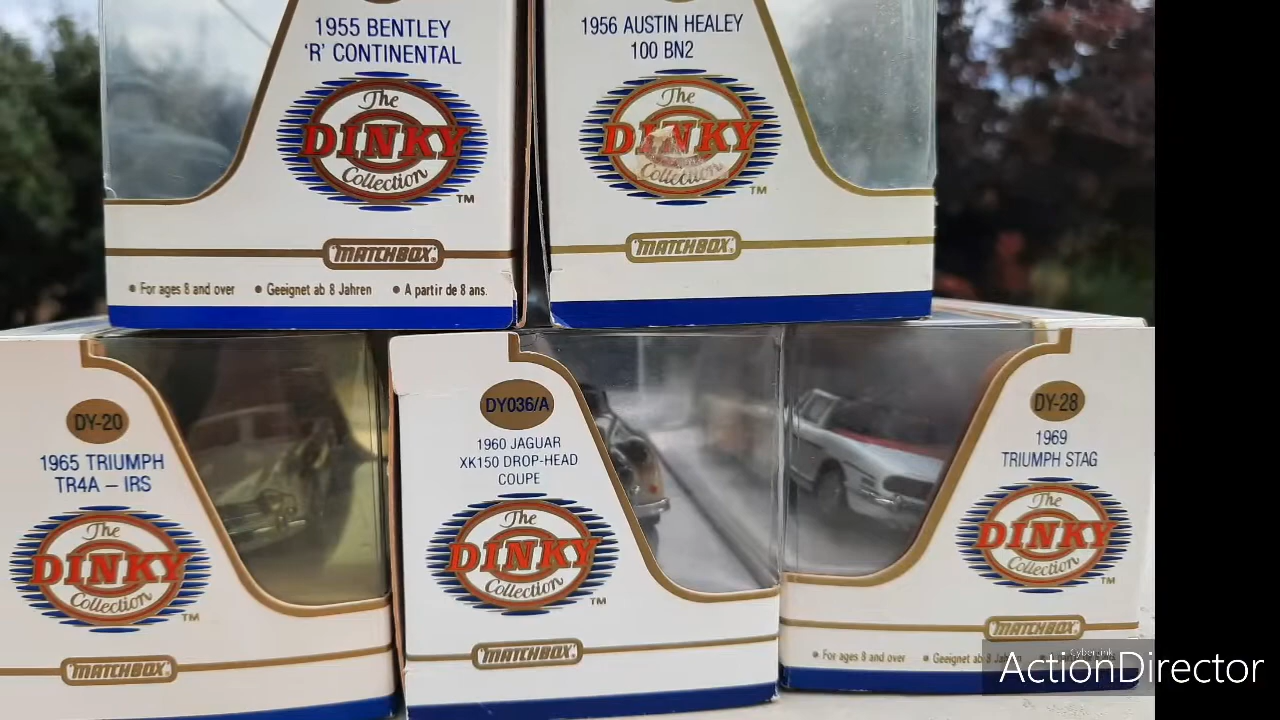 1955 BENTLEY
'R' CONTINENTAL
The
DINKY
Collection
TM
MATCHBOX
• For ages 8 and over • Geeignet ab 8 Jahren • A partir de 8 ans.
1956 AUSTIN HEALEY
100 BN2
The
DINKY
Collection
TM
MATCHBOX
DY-20
1965 TRIUMPH
TR4A – IRS
The
DINKY
Collection
TM
MATCHBOX
DY036/A
1960 JAGUAR
XK150 DROP-HEAD
COUPE
The
DINKY
Collection
TM
MATCHBOX
DY-28
1969
TRIUMPH STAG
The
DINKY
Collection
TM
MATCHBOX
• For ages 8 and over • Geeignet ab 8 Jahren
CyberLink
ActionDirector